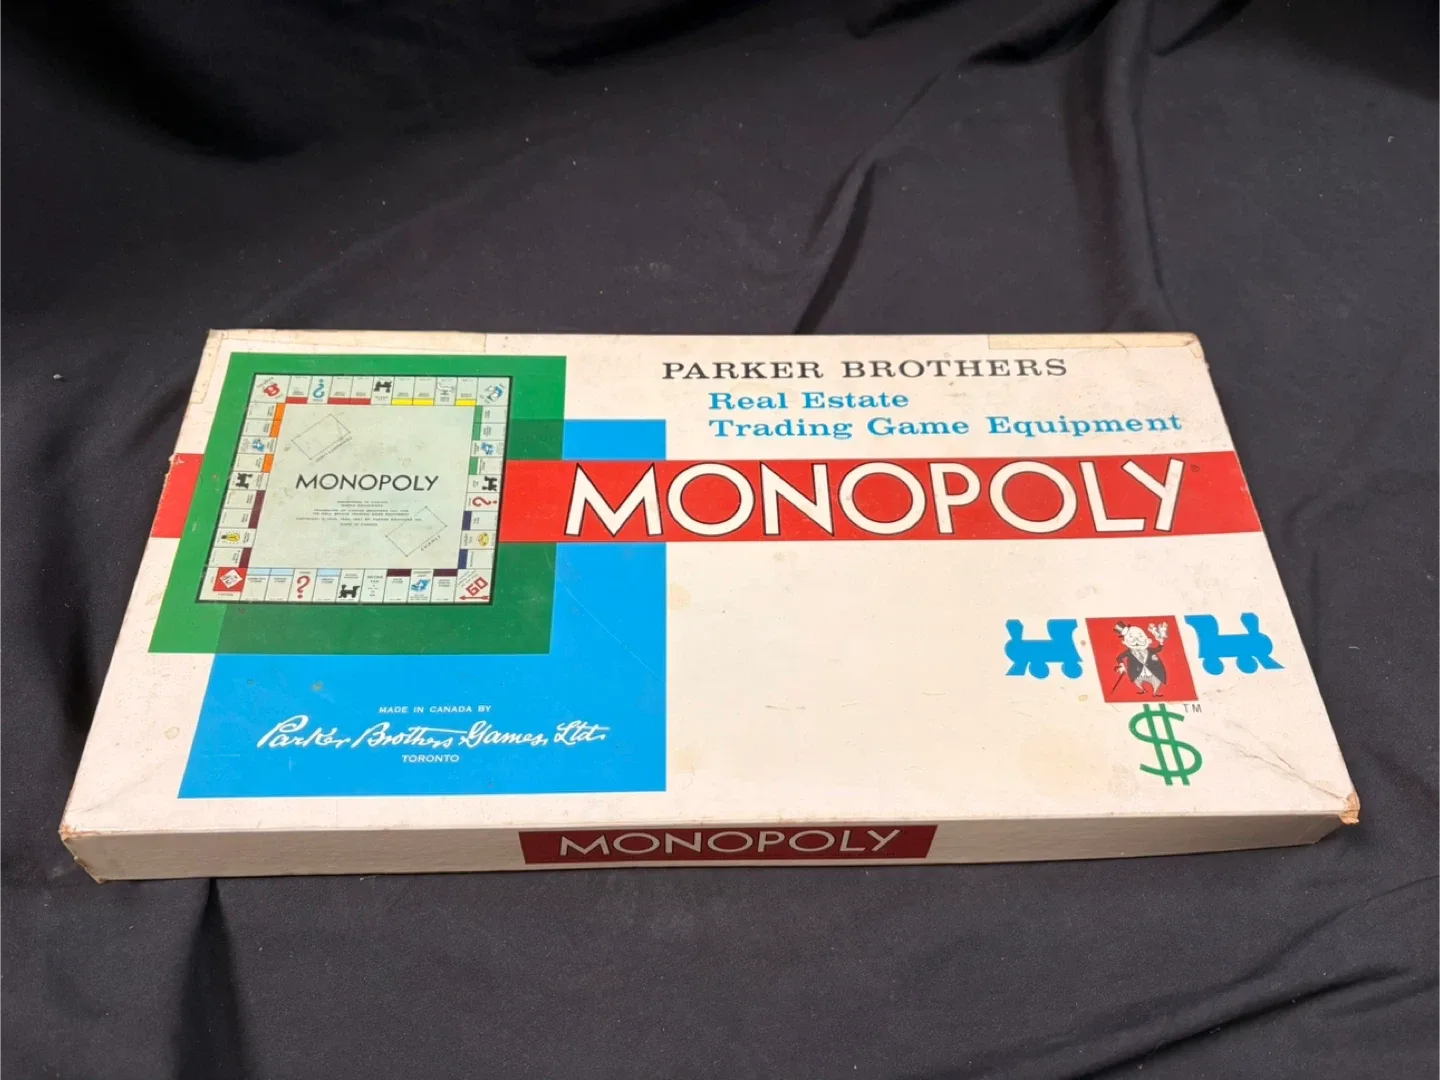 PARKER BROTHERS
Real Estate
Trading Game Equipment
MONOPOLY
MONOPOLY
MADE IN CANADA BY
Parker Brothers Games, Ltd.
TORONTO
TM
$
MONOPOLY
GO